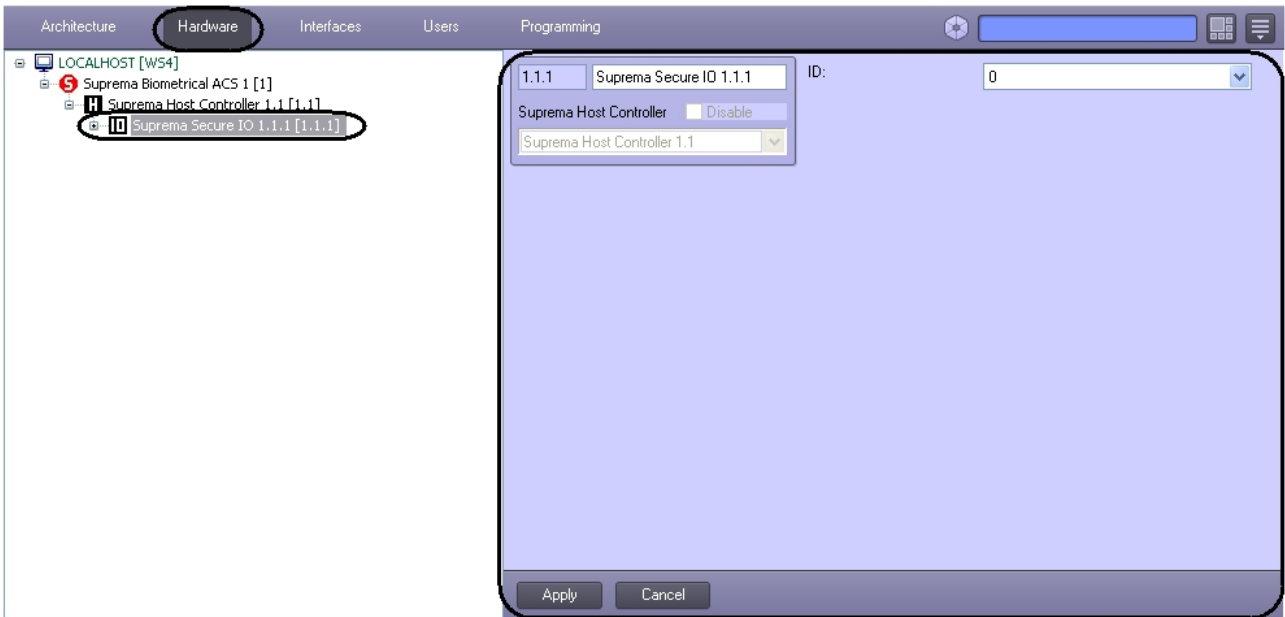 Architecture Hardware Interfaces Users Programming
LOCALHOST [WS4]
S Suprema Biometrical ACS 1 [1]
H Suprema Host Controller 1.1 [1.1]
IO Suprema Secure IO 1.1.1 [1.1.1]
1.1.1 Suprema Secure IO 1.1.1
Suprema Host Controller Disable
Suprema Host Controller 1.1
ID: 0
Apply Cancel